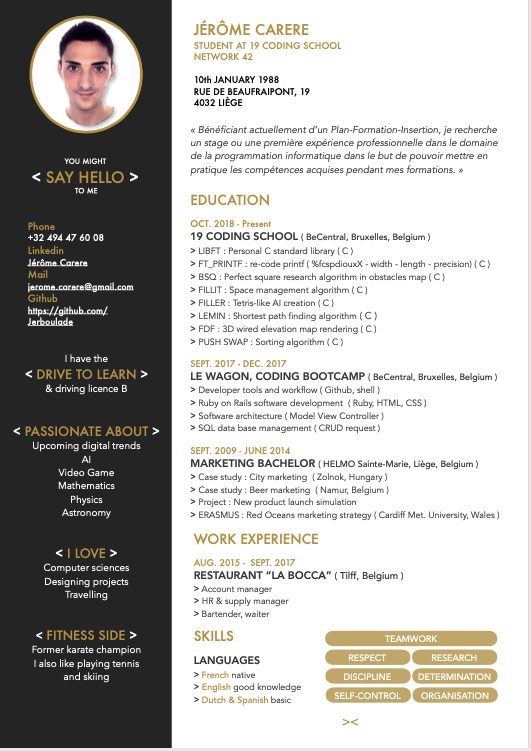 YOU MIGHT
< SAY HELLO >
TO ME
Phone
+32 494 47 60 08
Linkedin
Jérôme Carere
Mail
jerome.carere@gmail.com
Github
https://github.com/
Jerboulade
I have the
< DRIVE TO LEARN >
& driving licence B
< PASSIONATE ABOUT >
Upcoming digital trends
AI
Video Game
Mathematics
Physics
Astronomy
< I LOVE >
Computer sciences
Designing projects
Travelling
< FITNESS SIDE >
Former karate champion
I also like playing tennis
and skiing
JÉRÔME CARERE
STUDENT AT 19 CODING SCHOOL
NETWORK 42
10th JANUARY 1988
RUE DE BEAUFRAIPONT, 19
4032 LIÈGE
« Bénéficiant actuellement d'un Plan-Formation-Insertion, je recherche
un stage ou une première expérience professionnelle dans le domaine
de la programmation informatique dans le but de pouvoir mettre en
pratique les compétences acquises pendant mes formations. »
EDUCATION
OCT. 2018 - Present
19 CODING SCHOOL ( BeCentral, Bruxelles, Belgium )
> LIBFT : Personal C standard library ( C )
> FT_PRINTF : re-code printf ( %fcspdiouxX - width - length - precision) ( C )
> BSQ : Perfect square research algorithm in obstacles map ( C )
> FILLIT : Space management algorithm ( C )
> FILLER : Tetris-like AI creation ( C )
> LEMIN : Shortest path finding algorithm ( C )
> FDF : 3D wired elevation map rendering ( C )
> PUSH SWAP : Sorting algorithm ( C )
SEPT. 2017 - DEC. 2017
LE WAGON, CODING BOOTCAMP ( BeCentral, Bruxelles, Belgium )
> Developer tools and workflow ( Github, shell )
> Ruby on Rails software development ( Ruby, HTML, CSS )
> Software architecture ( Model View Controller )
> SQL data base management ( CRUD request )
SEPT. 2009 - JUNE 2014
MARKETING BACHELOR ( HELMO Sainte-Marie, Liège, Belgium )
> Case study : City marketing ( Zolnok, Hungary )
> Case study : Beer marketing ( Namur, Belgium )
> Project : New product launch simulation
> ERASMUS : Red Oceans marketing strategy ( Cardiff Met. University, Wales )
WORK EXPERIENCE
AUG. 2015 - SEPT. 2017
RESTAURANT "LA BOCCA" ( Tilff, Belgium )
> Account manager
> HR & supply manager
> Bartender, waiter
SKILLS
LANGUAGES
> French native
> English good knowledge
> Dutch & Spanish basic
TEAMWORK
RESPECT RESEARCH
DISCIPLINE DETERMINATION
SELF-CONTROL ORGANISATION
><